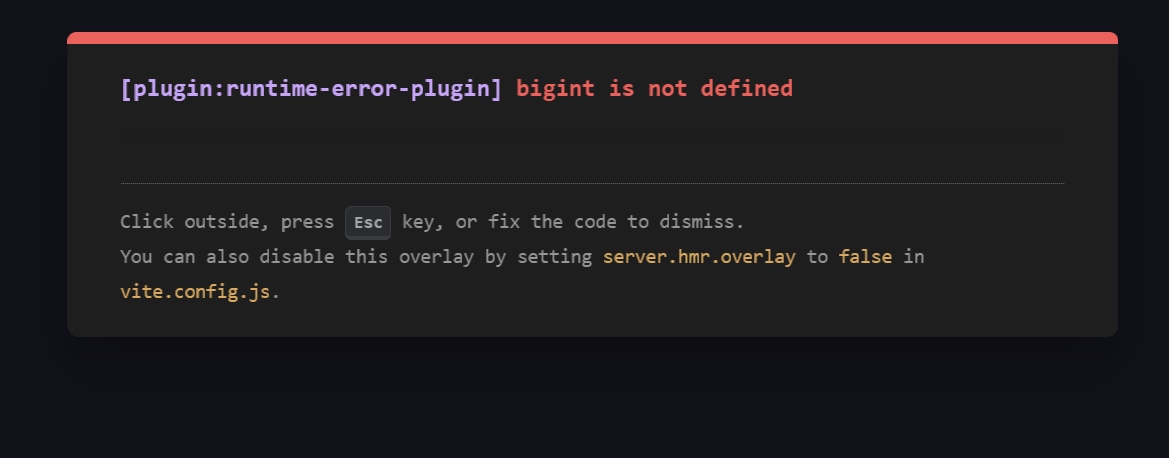 [plugin:runtime-error-plugin] bigint is not defined
Click outside, press Esc key, or fix the code to dismiss.
You can also disable this overlay by setting server.hmr.overlay to false in
vite.config.js.